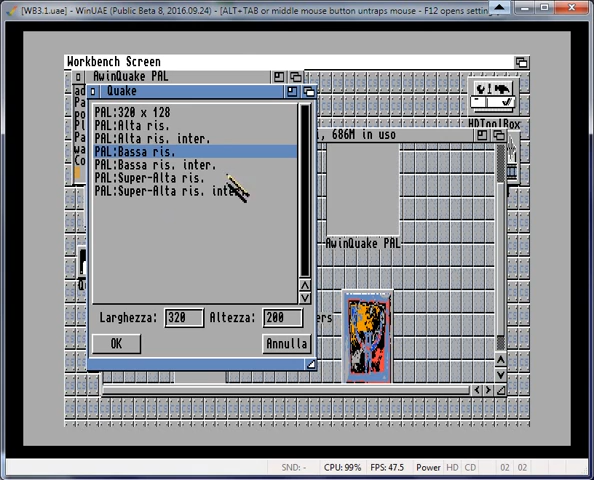 [WB3.1.uae] - WinUAE (Public Beta 8, 2016.09.24) - [ALT+TAB or middle mouse button untraps mouse - F12 opens settin
Workbench Screen
AwinQuake PAL
Quake
PAL:320 x 128
PAL:Alta ris.
PAL:Alta ris. inter.
PAL:Bassa ris.
PAL:Bassa ris. inter.
PAL:Super-Alta ris.
PAL:Super-Alta ris. inter.
HDToolBox
, 686M in uso
AwinQuake PAL
Larghezza: 320 Altezza: 200
ers
OK Annulla
SND: - CPU: 99% FPS: 47.5 Power HD CD 02 02